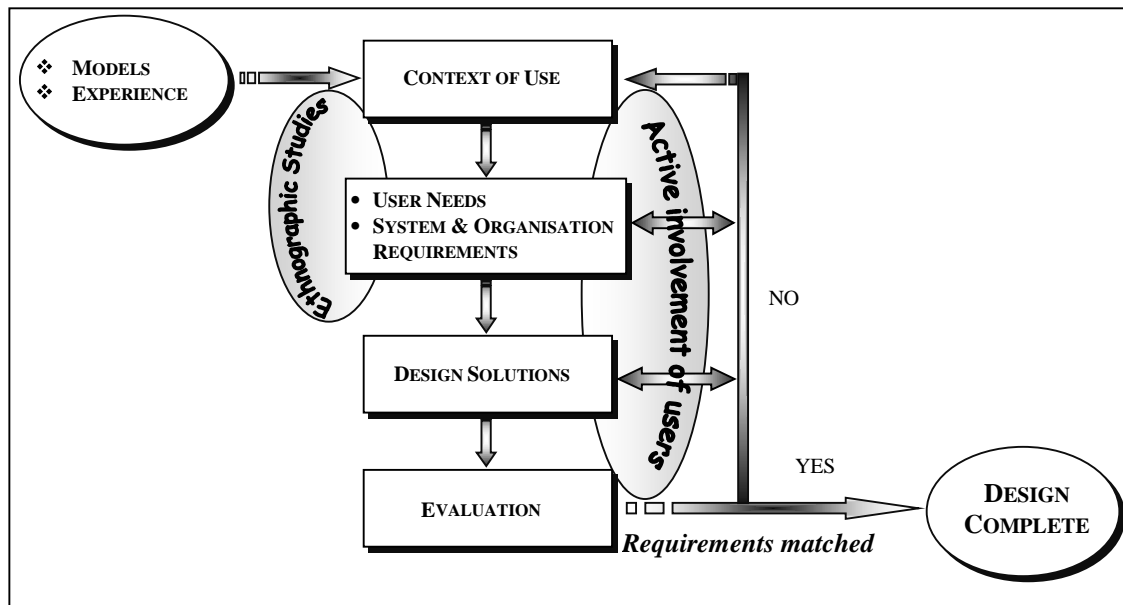 ❖ MODELS
❖ EXPERIENCE
CONTEXT OF USE
Ethnographic Studies
Active involvement of users
• USER NEEDS
• SYSTEM & ORGANISATION
REQUIREMENTS
NO
DESIGN SOLUTIONS
YES
EVALUATION
Requirements matched
DESIGN
COMPLETE